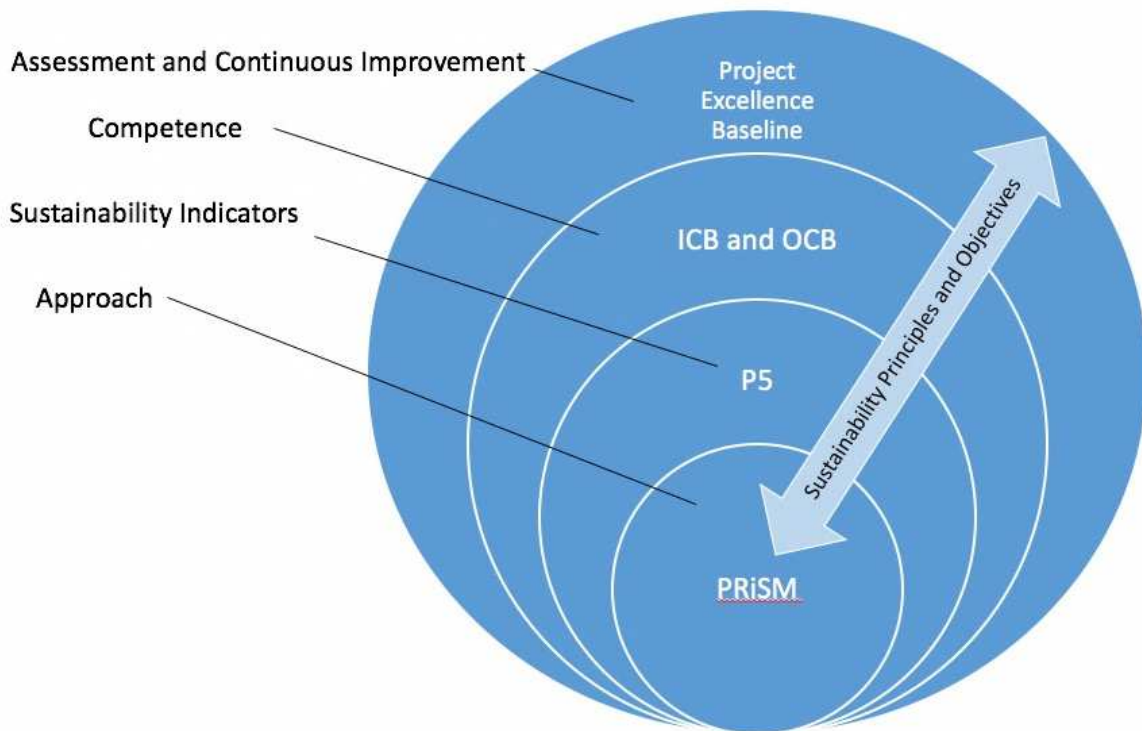 Assessment and Continuous Improvement
Competence
Sustainability Indicators
Approach
Project
Excellence
Baseline
ICB and OCB
P5
PRiSM
Sustainability Principles and Objectives